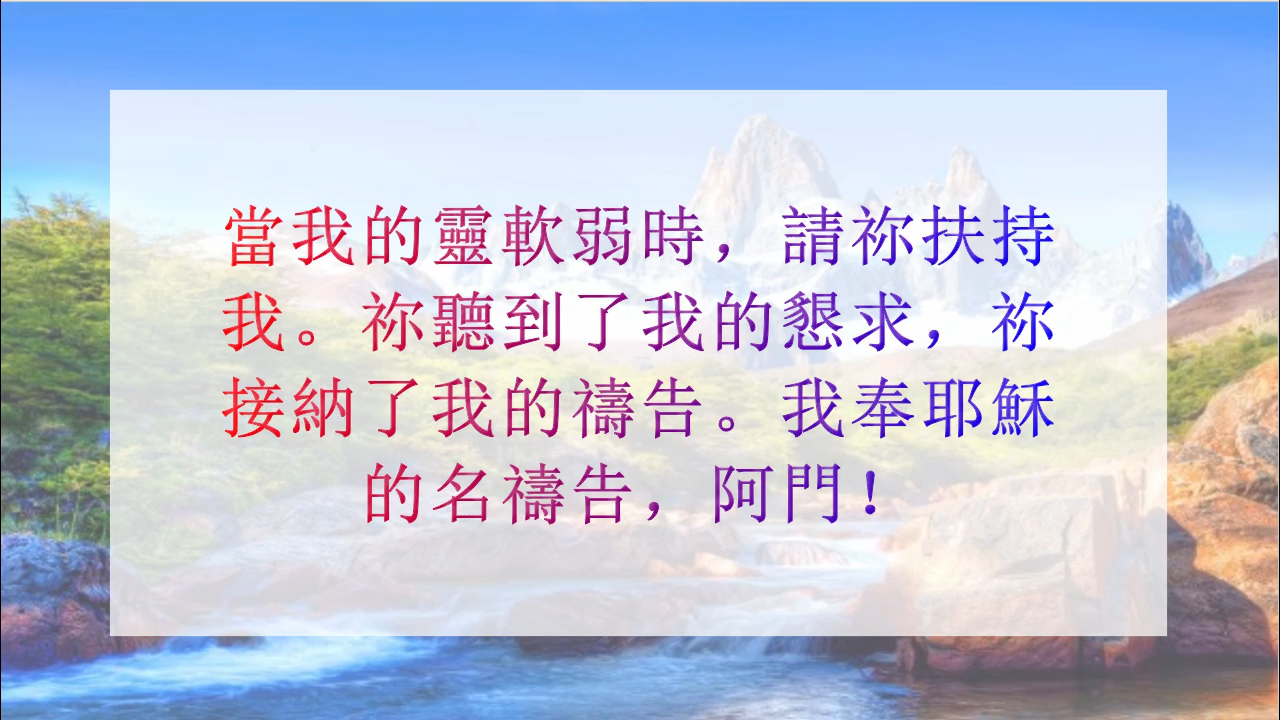 當我的靈軟弱時，請祢扶持
我。祢聽到了我的懇求，祢
接納了我的禱告。我奉耶穌
的名禱告，阿門！